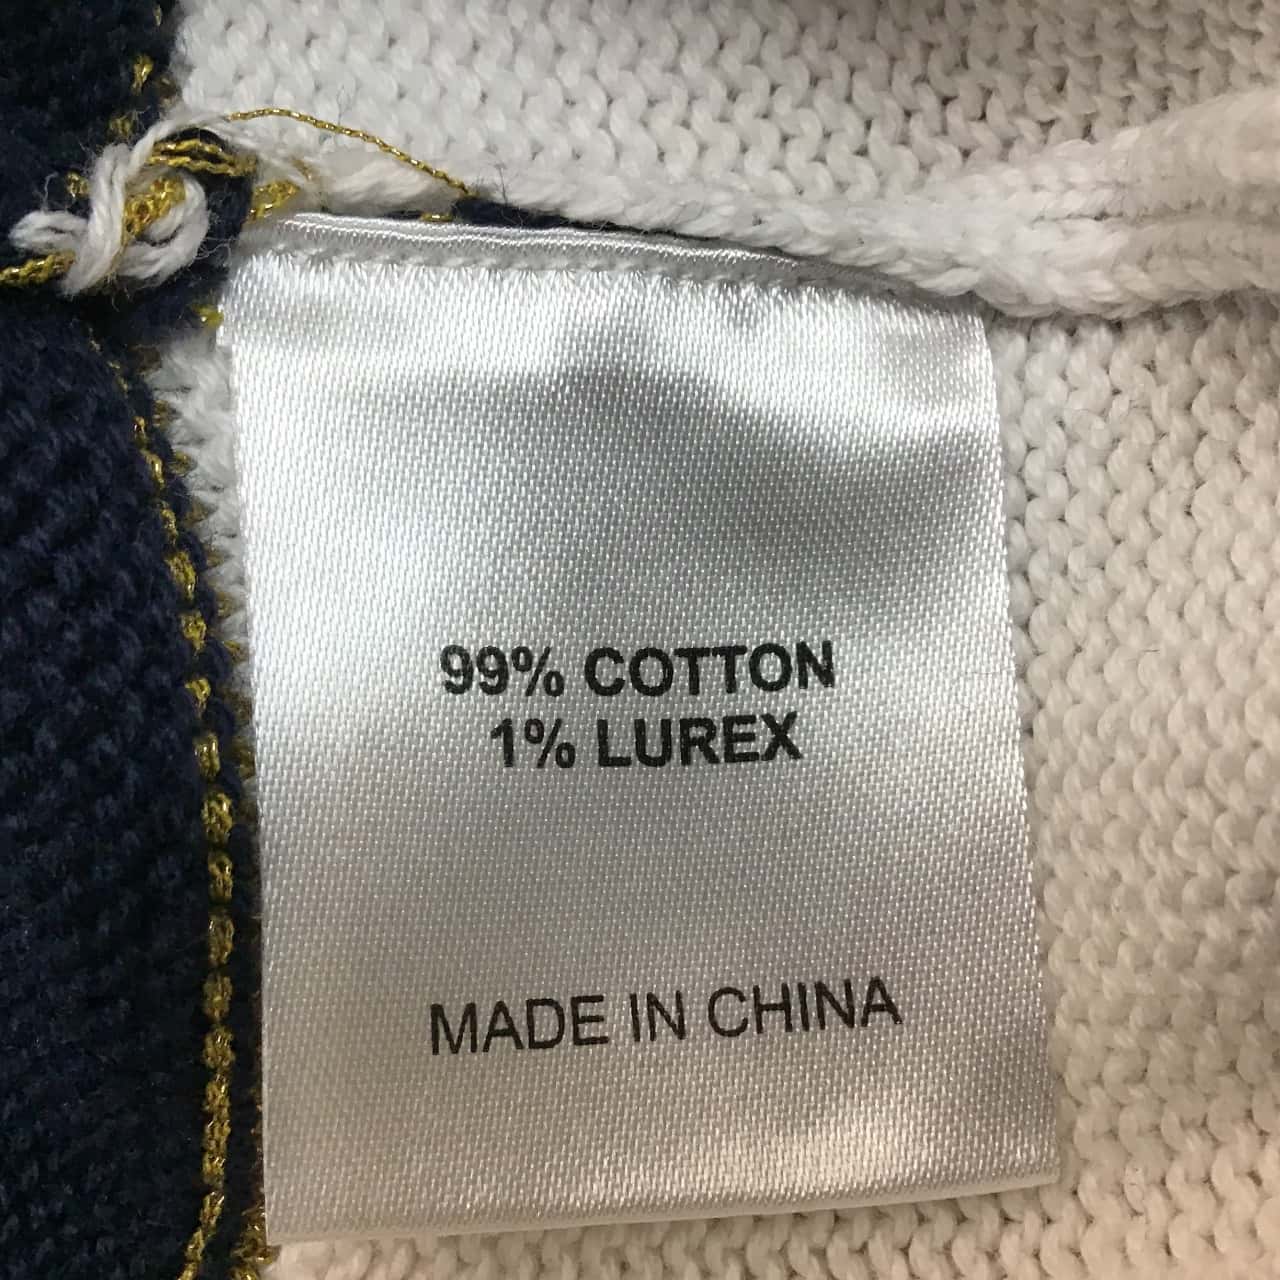 99% COTTON
1% LUREX
MADE IN CHINA